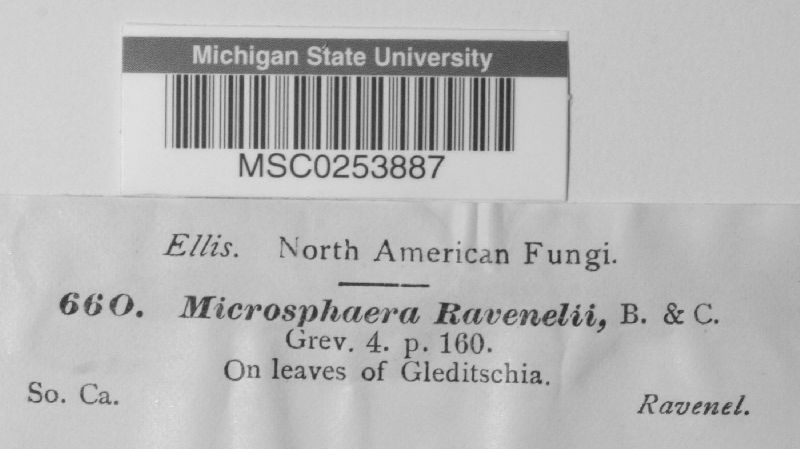 Michigan State University
MSC0253887
Ellis. North American Fungi.
660. Microsphaera Ravenelii, B. & C.
Grev. 4. p. 160.
On leaves of Gleditschia.
So. Ca. Ravenel.